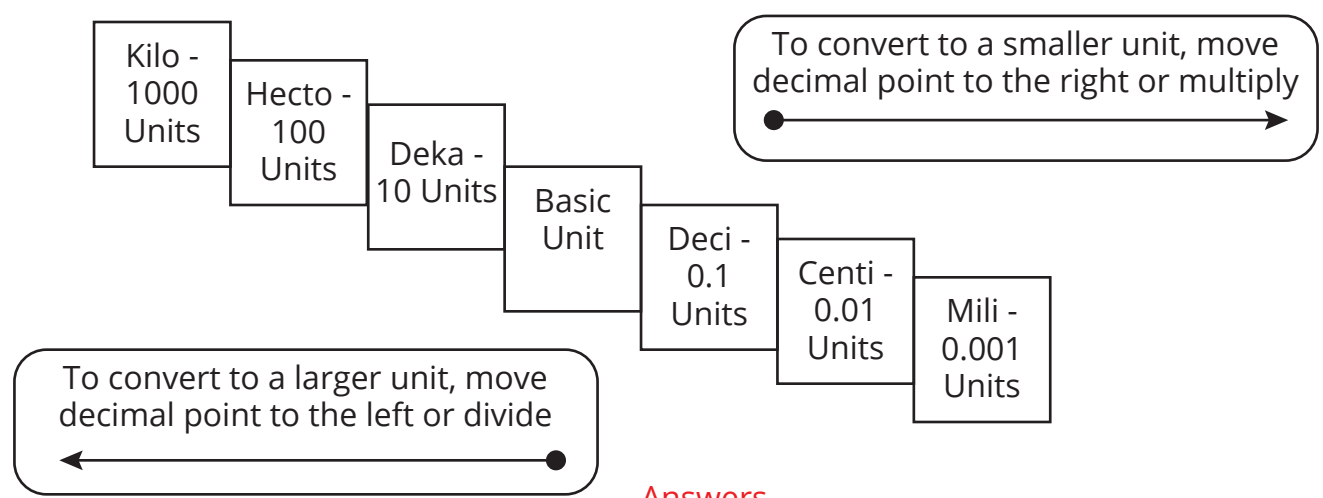 Kilo -
1000
Units
Hecto -
100
Units
Deka -
10 Units
Basic
Unit
Deci -
0.1
Units
Centi -
0.01
Units
Mili -
0.001
Units
To convert to a smaller unit, move
decimal point to the right or multiply
To convert to a larger unit, move
decimal point to the left or divide
Answers